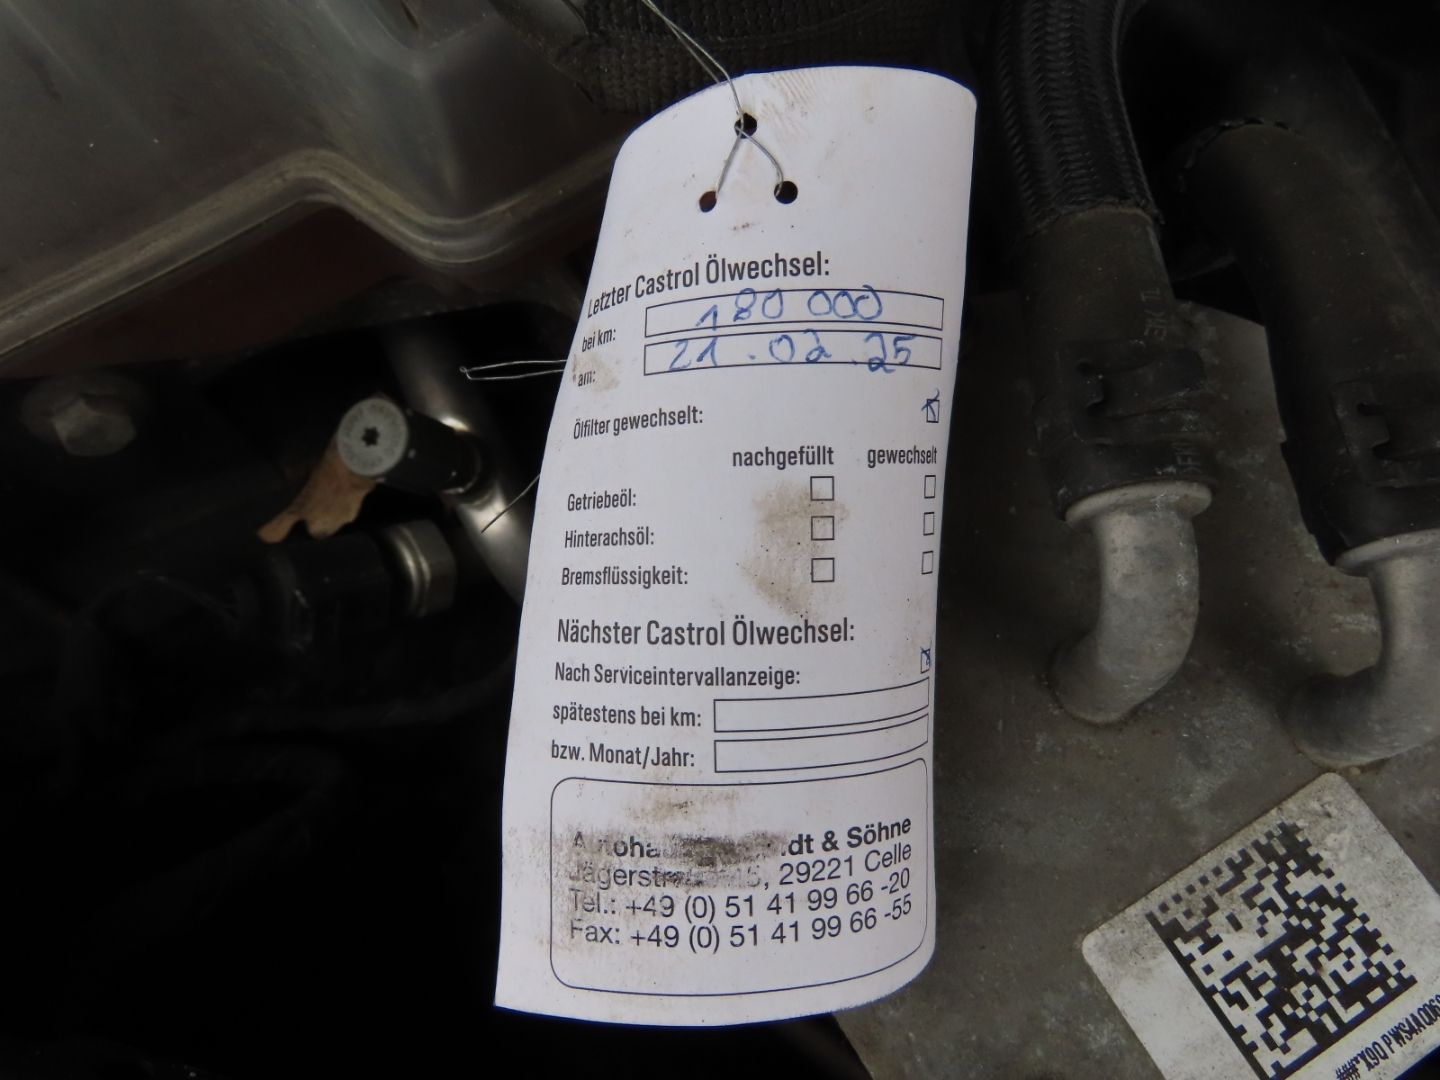 Letzter Castrol Ölwechsel:
bei km: 180 000
am: 21.02.25
Ölfilter gewechselt:
nachgefüllt gewechselt
Getriebeöl:
Hinterachsöl:
Bremsflüssigkeit:
Nächster Castrol Ölwechsel:
Nach Serviceintervallanzeige:
spätestens bei km:
bzw. Monat/Jahr:
& Söhne
29221 Celle
Tel.: +49 (0) 51 41 99 66 -20
Fax: +49 (0) 51 41 99 66 -55